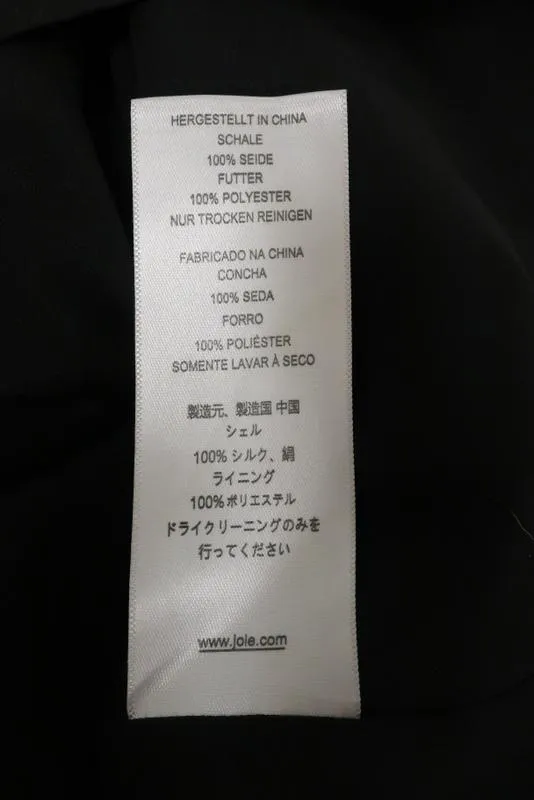 HERGESTELLT IN CHINA
SCHALE
100% SEIDE
FUTTER
100% POLYESTER
NUR TROCKEN REINIGEN
FABRICADO NA CHINA
CONCHA
100% SEDA
FORRO
100% POLIÉSTER
SOMENTE LAVAR À SECO
製造元、製造国 中国
シェル
100% シルク、絹
ライニング
100%ポリエステル
ドライクリーニングのみを
行ってください
www.joie.com